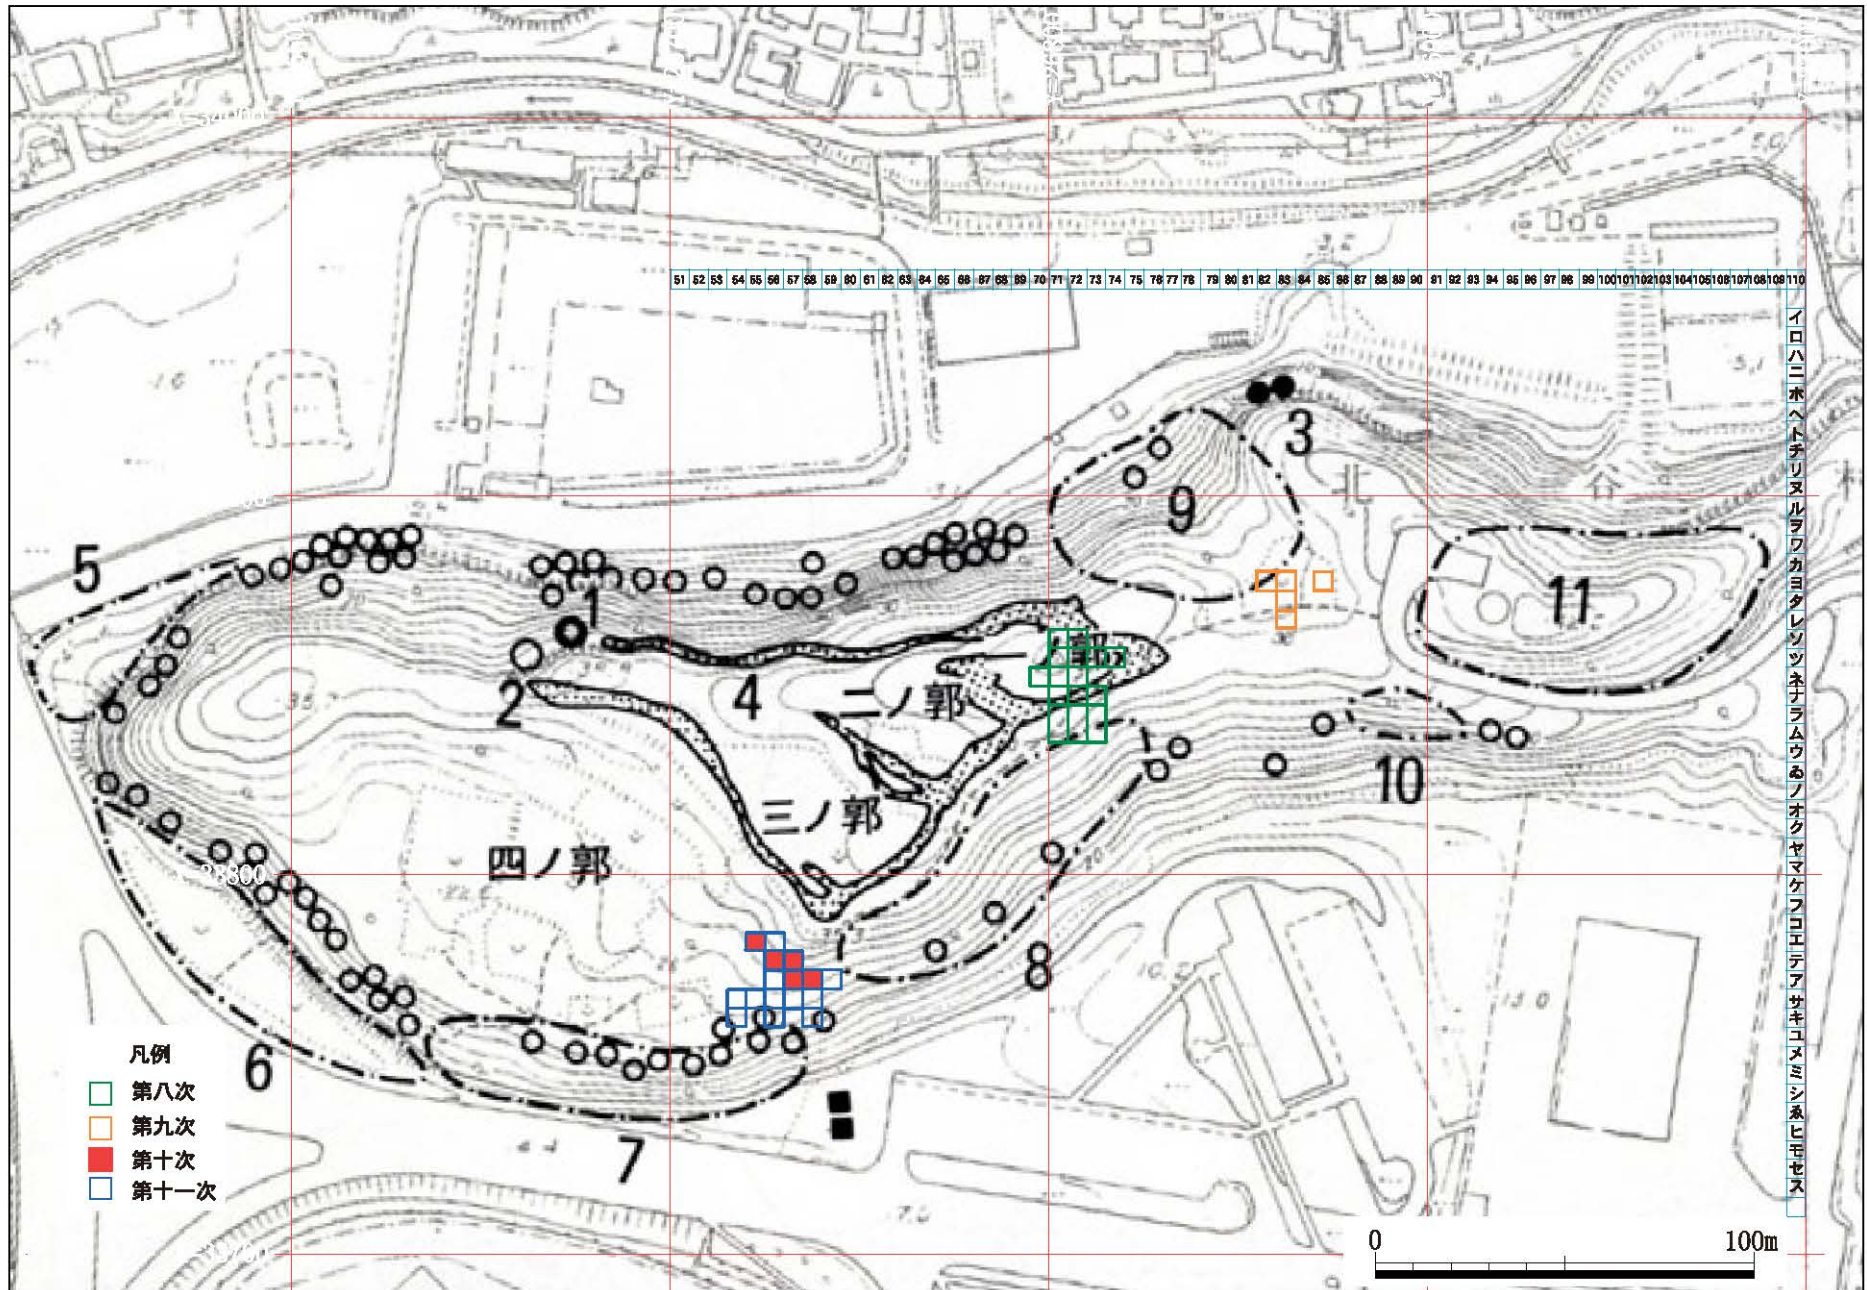 51 52 53 54 55 56 57 58 59 60 61 62 63 64 65 66 67 68 69 70 71 72 73 74 75 76 77 78 79 80 81 82 83 84 85 86 87 88 89 90 91 92 93 94 95 96 97 98 99 100 101 102 103 104 105 106 107 108 109 110
イ
ロ
ハ
ニ
ホ
ヘ
ト
チ
リ
ヌ
ル
ヲ
ワ
カ
ヨ
タ
レ
ソ
ツ
ネ
ナ
ラ
ム
ウ
ゐ
ノ
オ
ク
ヤ
マ
ケ
フ
コ
エ
テ
ア
サ
キ
ユ
メ
ミ
シ
ゑ
ヒ
モ
セ
ス
3
北
9
5
11
1
2
4
二ノ郭
10
三ノ郭
四ノ郭
8
6
7
凡例
第八次
第九次
第十次
第十一次
0 100m